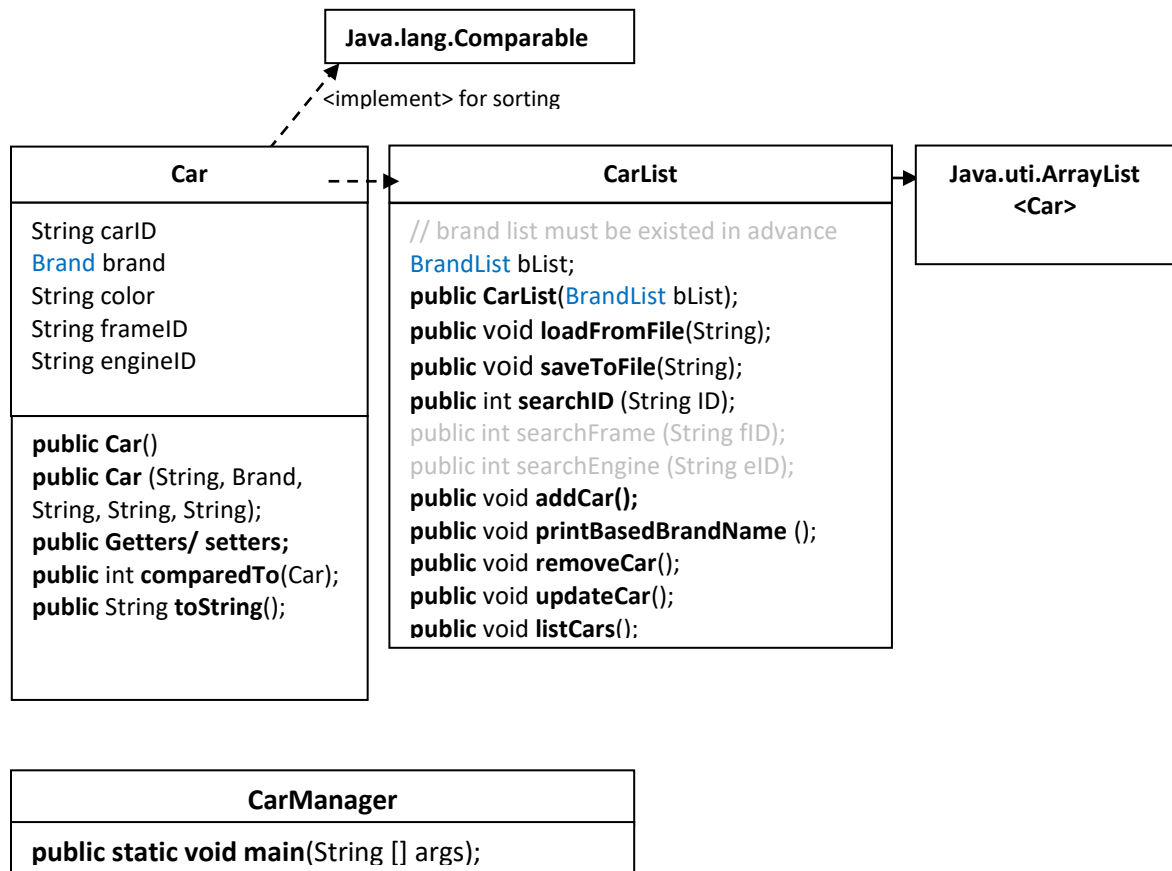 Java.lang.Comparable
<implement> for sorting
Car
String carID
Brand brand
String color
String frameID
String engineID
public Car()
public Car (String, Brand,
String, String, String);
public Getters/ setters;
public int comparedTo(Car);
public String toString();
CarList
// brand list must be existed in advance
BrandList bList;
public CarList(BrandList bList);
public void loadFromFile(String);
public void saveToFile(String);
public int searchID (String ID);
public int searchFrame (String fID);
public int searchEngine (String eID);
public void addCar();
public void printBasedBrandName ();
public void removeCar();
public void updateCar();
public void listCars();
Java.uti.ArrayList
<Car>
CarManager
public static void main(String [] args);